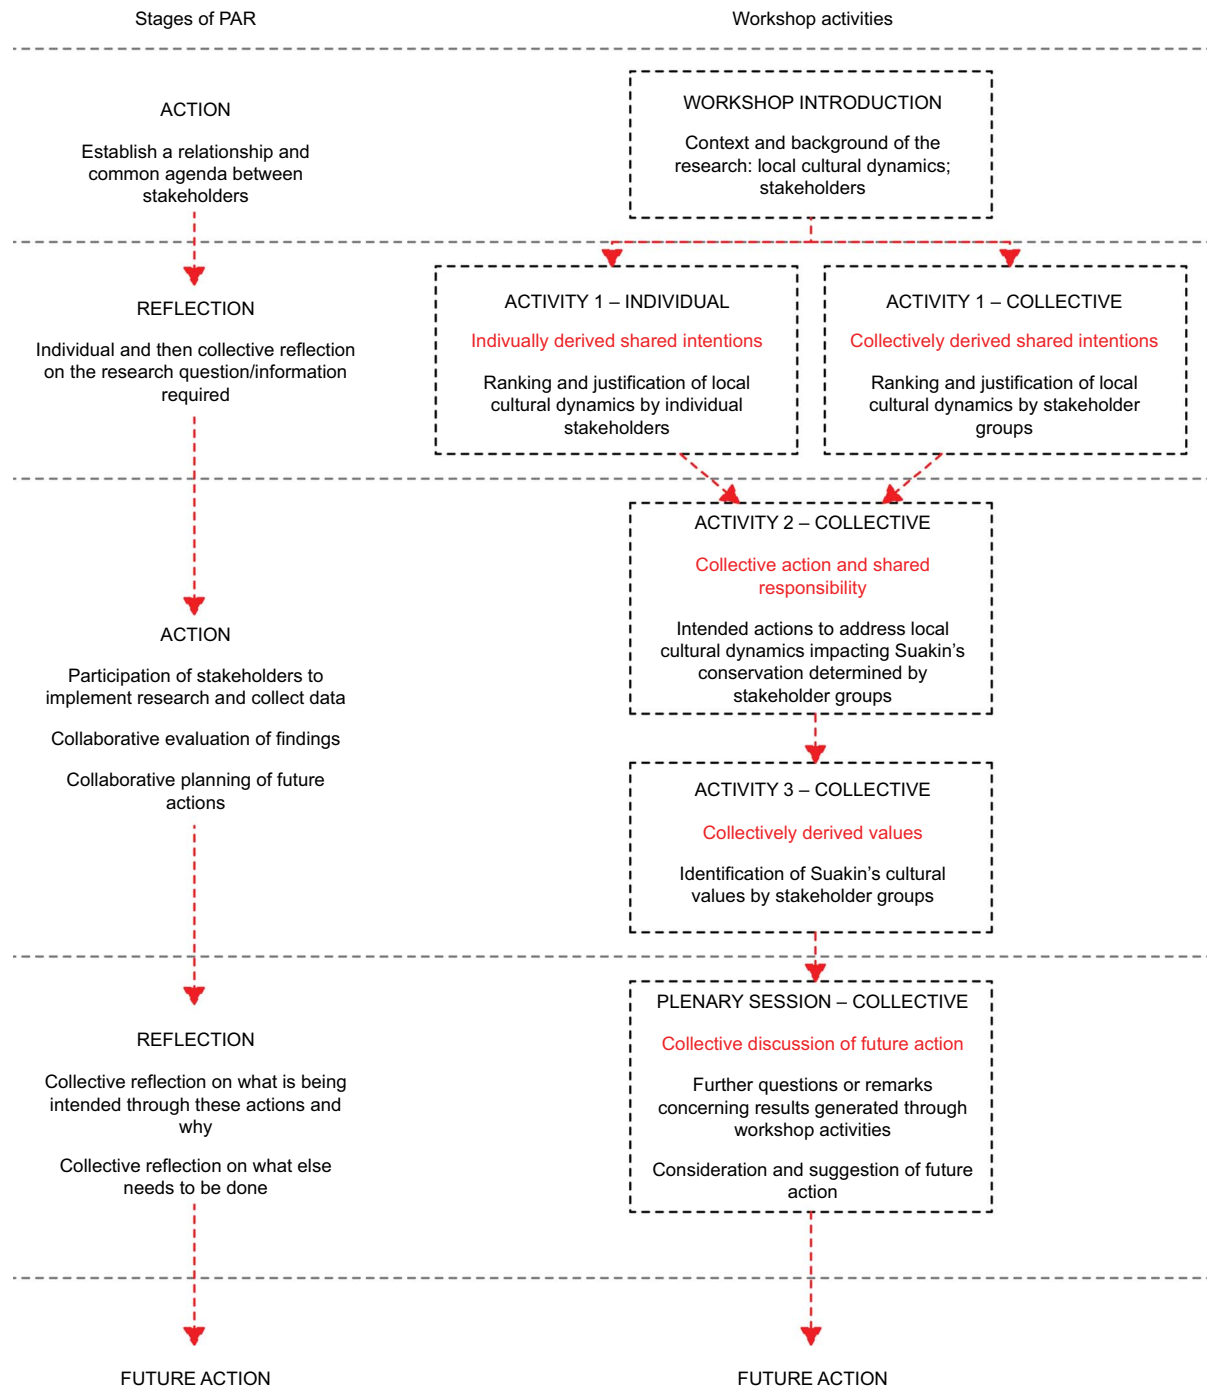 Stages of PAR
Workshop activities
ACTION
Establish a relationship and
common agenda between
stakeholders
WORKSHOP INTRODUCTION
Context and background of the
research: local cultural dynamics;
stakeholders
REFLECTION
Individual and then collective reflection
on the research question/information
required
ACTIVITY 1 – INDIVIDUAL
Indivually derived shared intentions
Ranking and justification of local
cultural dynamics by individual
stakeholders
ACTIVITY 1 – COLLECTIVE
Collectively derived shared intentions
Ranking and justification of local
cultural dynamics by stakeholder
groups
ACTION
Participation of stakeholders to
implement research and collect data
Collaborative evaluation of findings
Collaborative planning of future
actions
ACTIVITY 2 – COLLECTIVE
Collective action and shared
responsibility
Intended actions to address local
cultural dynamics impacting Suakin’s
conservation determined by
stakeholder groups
ACTIVITY 3 – COLLECTIVE
Collectively derived values
Identification of Suakin’s cultural
values by stakeholder groups
REFLECTION
Collective reflection on what is being
intended through these actions and
why
Collective reflection on what else
needs to be done
PLENARY SESSION – COLLECTIVE
Collective discussion of future action
Further questions or remarks
concerning results generated through
workshop activities
Consideration and suggestion of future
action
FUTURE ACTION
FUTURE ACTION